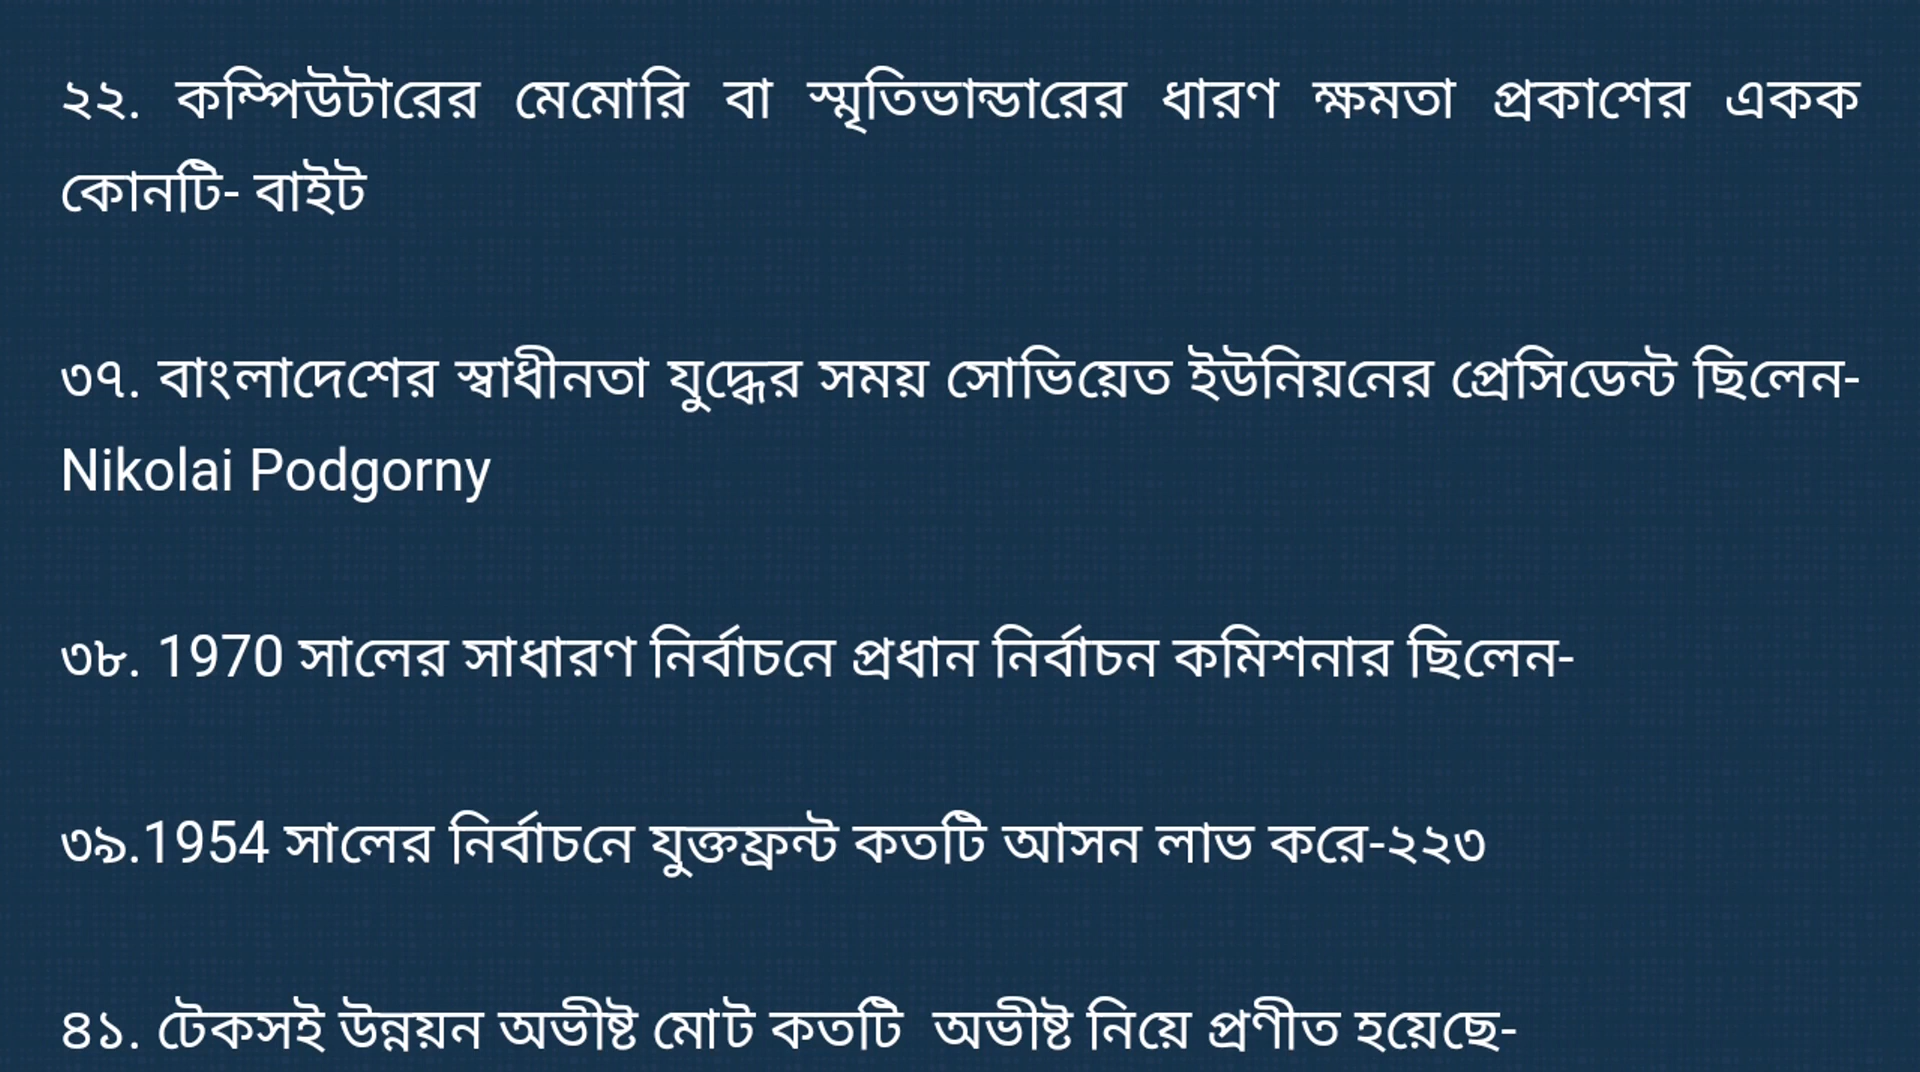 ২২. কম্পিউটারের মেমোরি বা স্মৃতিভান্ডারের ধারণ ক্ষমতা প্রকাশের একক
কোনটি- বাইট
৩৭. বাংলাদেশের স্বাধীনতা যুদ্ধের সময় সোভিয়েত ইউনিয়নের প্রেসিডেন্ট ছিলেন-
Nikolai Podgorny
৩৮. 1970 সালের সাধারণ নির্বাচনে প্রধান নির্বাচন কমিশনার ছিলেন-
৩৯.1954 সালের নির্বাচনে যুক্তফ্রন্ট কতটি আসন লাভ করে-২২৩
৪১. টেকসই উন্নয়ন অভীষ্ট মোট কতটি অভীষ্ট নিয়ে প্রণীত হয়েছে-